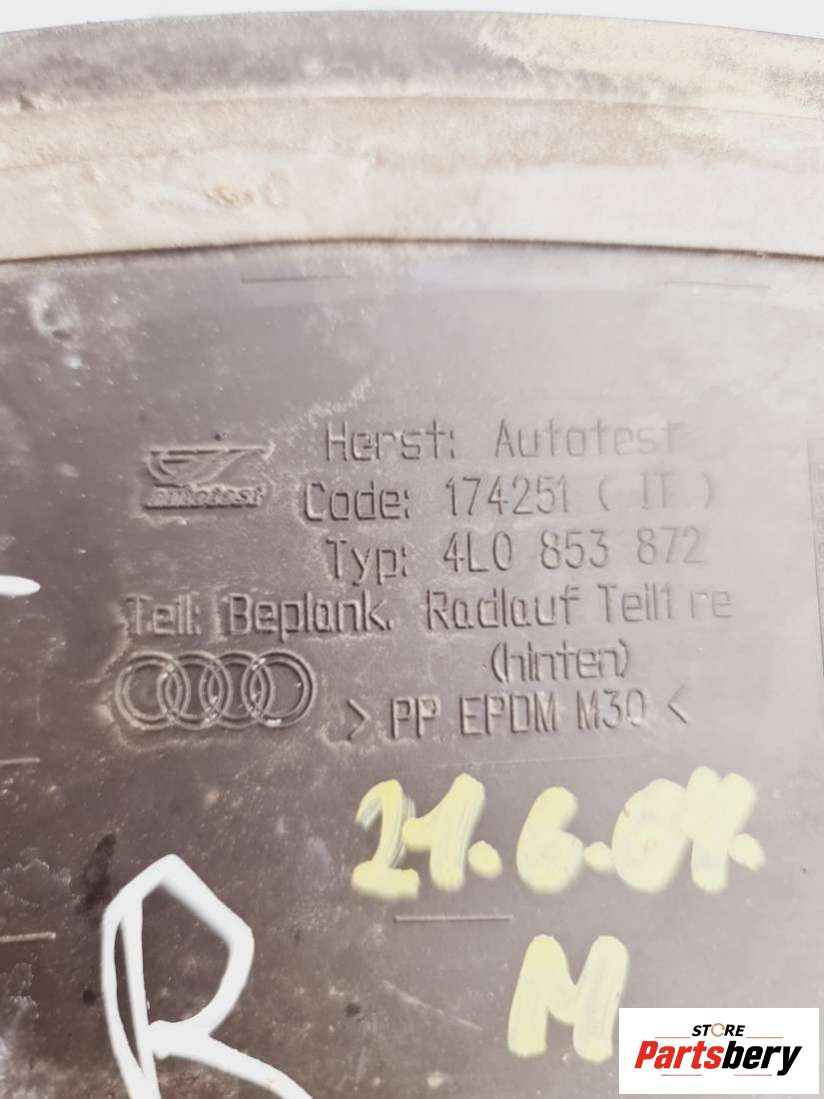 Herst: Autotest
autotest
Code: 174251 ( IT )
Typ: 4L0 853 872
Teil: Beplank. Radlauf Teil1 re
(hinten)
> PP EPDM M30 <
21.6.07.
M
R
STORE
Partsbery